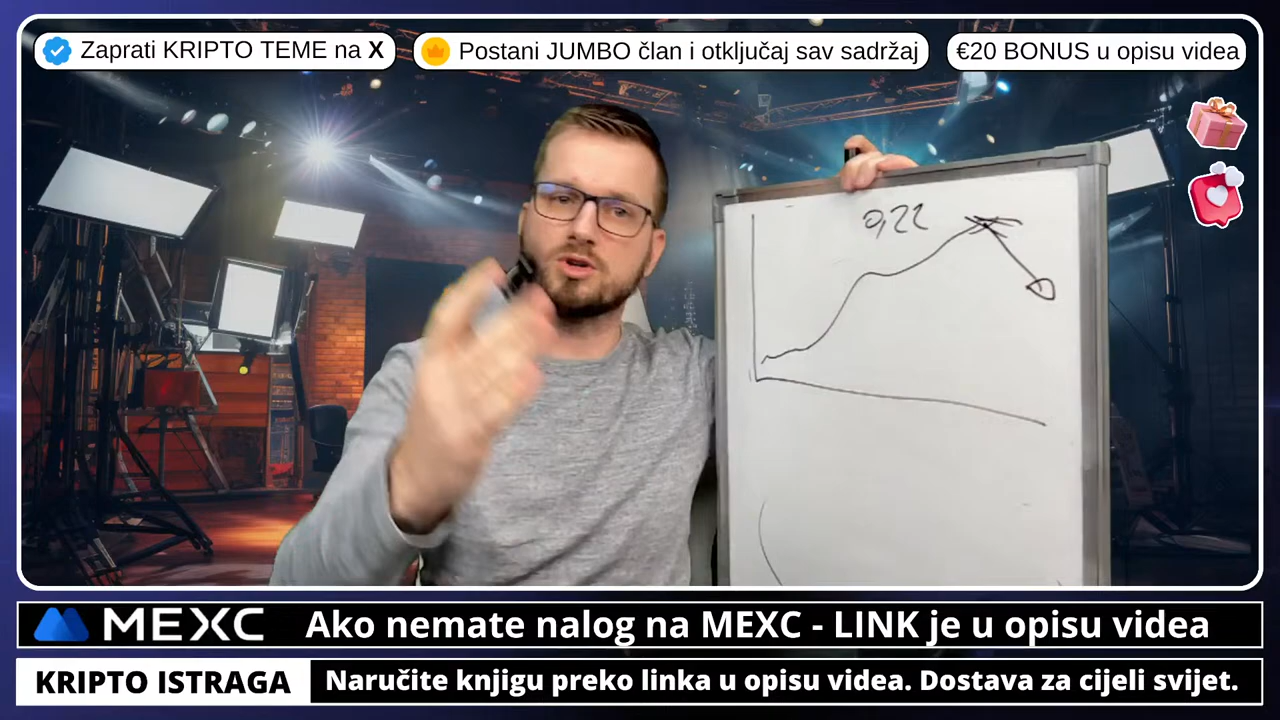 Zaprati KRIPTO TEME na X
Postani JUMBO član i otključaj sav sadržaj
€20 BONUS u opisu videa
0,22
MEXC
Ako nemate nalog na MEXC - LINK je u opisu videa
KRIPTO ISTRAGA
Naručite knjigu preko linka u opisu videa. Dostava za cijeli svijet.